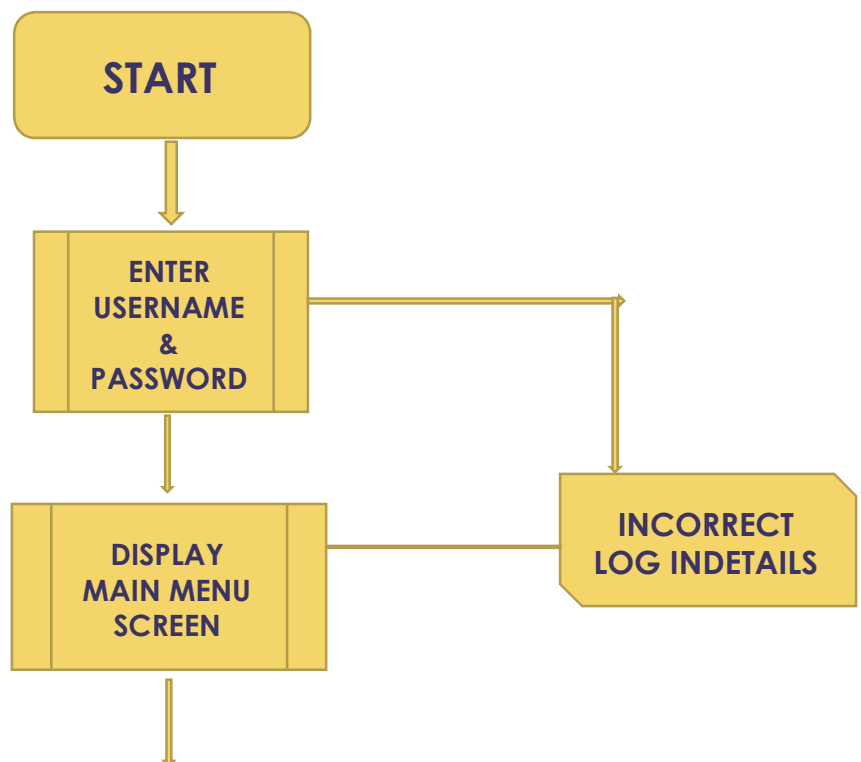 START
ENTER
USERNAME
&
PASSWORD
INCORRECT
LOG INDETAILS
DISPLAY
MAIN MENU
SCREEN